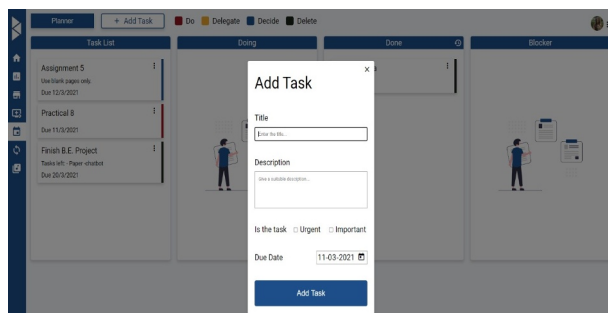 Planner
+ Add Task
Do
Delegate
Decide
Delete
Task List
Doing
Done
Blocker
Assignment 5
Use blank pages only.
Due 12/3/2021
Practical 8
Due 11/3/2021
Finish B.E. Project
Tasks left - Paper +chatbot
Due 20/3/2021
Add Task
Title
Enter the title...
Description
Give a suitable description...
Is the task
Urgent
Important
Due Date
11-03-2021
Add Task